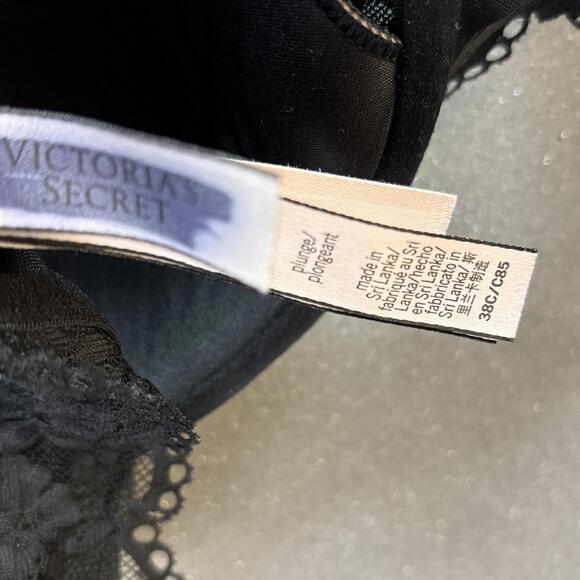 VICTORIA'S
SECRET
plunge/
plongeant
made in
Sri Lanka/
fabriqué au Sri
Lanka/hecho
en Sri Lanka/
fabbricato in
Sri Lanka/ 斯
里兰卡制造
38C/C85